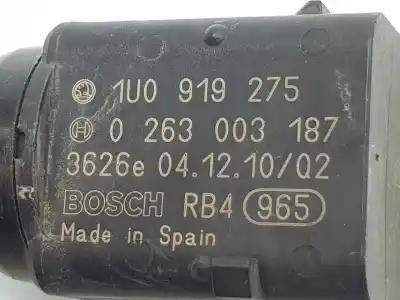 1U0 919 275
0 263 003 187
3626e 04.12.10/Q2
BOSCH RB4 965
Made in Spain